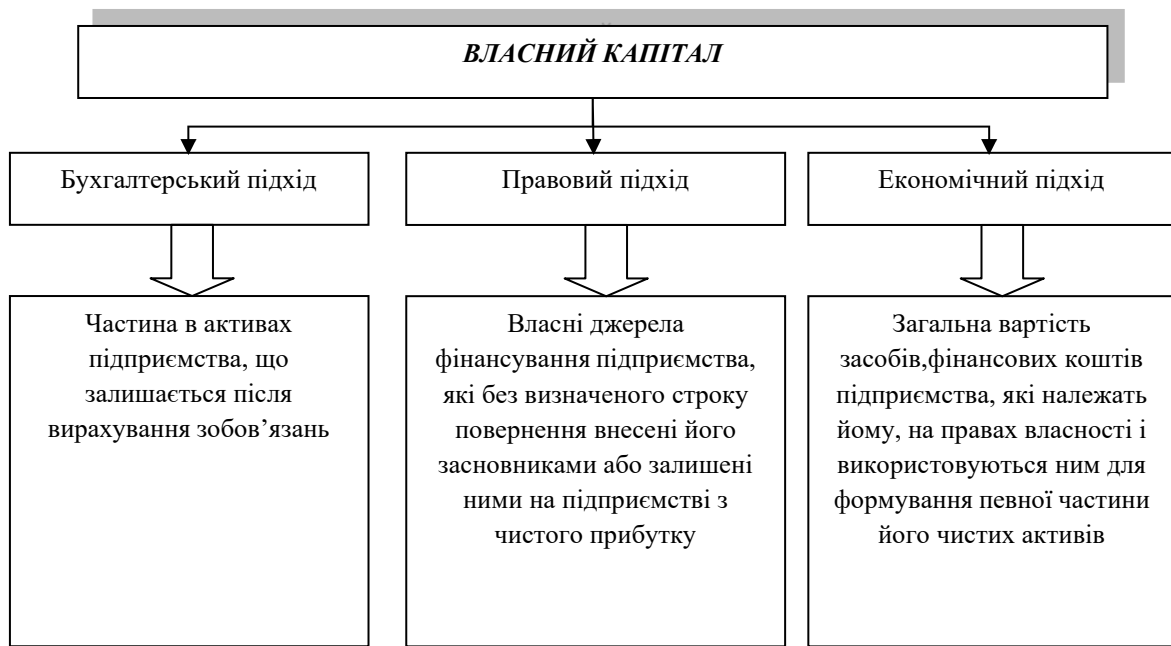 ВЛАСНИЙ КАПІТАЛ
Бухгалтерський підхід
Правовий підхід
Економічний підхід
Частина в активах
підприємства, що
залишається після
вирахування зобов’язань
Власні джерела
фінансування підприємства,
які без визначеного строку
повернення внесені його
засновниками або залишені
ними на підприємстві з
чистого прибутку
Загальна вартість
засобів,фінансових коштів
підприємства, які належать
йому, на правах власності і
використовуються ним для
формування певної частини
його чистих активів